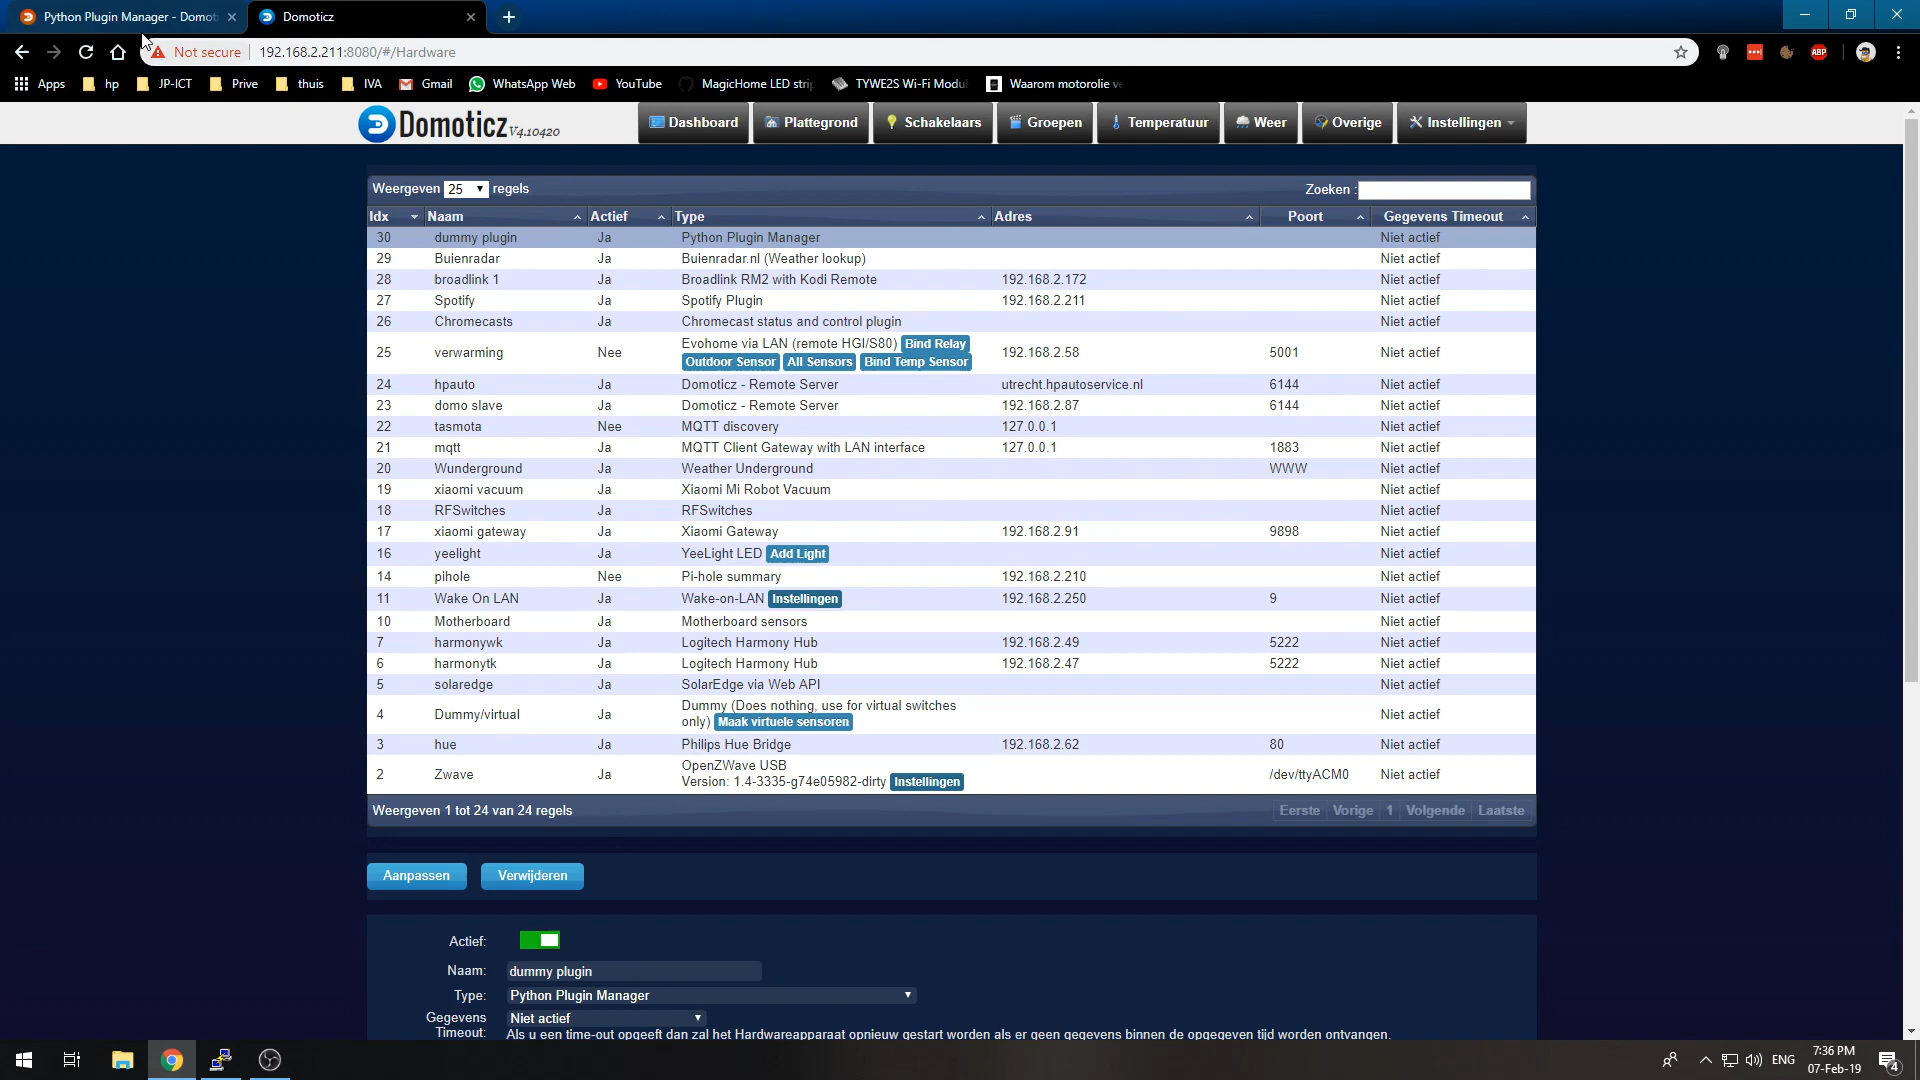 Python Plugin Manager - Domot
Domoticz
Not secure
192.168.2.211:8080/#/Hardware
Apps hp JP-ICT Prive thuis IVA Gmail WhatsApp Web YouTube MagicHome LED strip TYWE2S Wi-Fi Modul Waarom motorolie ve
ABP
Domoticz V4.10420
Dashboard Plattegrond Schakelaars Groepen Temperatuur Weer Overige Instellingen
Weergeven 25 regels Zoeken :
Idx Naam Actief Type Adres Poort Gegevens Timeout
30 dummy plugin Ja Python Plugin Manager Niet actief
29 Buienradar Ja Buienradar.nl (Weather lookup) Niet actief
28 broadlink 1 Ja Broadlink RM2 with Kodi Remote 192.168.2.172 Niet actief
27 Spotify Ja Spotify Plugin 192.168.2.211 Niet actief
26 Chromecasts Ja Chromecast status and control plugin Niet actief
25 verwarming Nee Evohome via LAN (remote HGI/S80) Bind Relay
Outdoor Sensor All Sensors Bind Temp Sensor 192.168.2.58 5001 Niet actief
24 hpauto Ja Domoticz - Remote Server utrecht.hpautoservice.nl 6144 Niet actief
23 domo slave Ja Domoticz - Remote Server 192.168.2.87 6144 Niet actief
22 tasmota Nee MQTT discovery 127.0.0.1 Niet actief
21 mqtt Ja MQTT Client Gateway with LAN interface 127.0.0.1 1883 Niet actief
20 Wunderground Ja Weather Underground WWW Niet actief
19 xiaomi vacuum Ja Xiaomi Mi Robot Vacuum Niet actief
18 RFSwitches Ja RFSwitches Niet actief
17 xiaomi gateway Ja Xiaomi Gateway 192.168.2.91 9898 Niet actief
16 yeelight Ja YeeLight LED Add Light Niet actief
14 pihole Nee Pi-hole summary 192.168.2.210 Niet actief
11 Wake On LAN Ja Wake-on-LAN Instellingen 192.168.2.250 9 Niet actief
10 Motherboard Ja Motherboard sensors Niet actief
7 harmonywk Ja Logitech Harmony Hub 192.168.2.49 5222 Niet actief
6 harmonytk Ja Logitech Harmony Hub 192.168.2.47 5222 Niet actief
5 solaredge Ja SolarEdge via Web API Niet actief
4 Dummy/virtual Ja Dummy (Does nothing, use for virtual switches
only) Maak virtuele sensoren Niet actief
3 hue Ja Philips Hue Bridge 192.168.2.62 80 Niet actief
2 Zwave Ja OpenZWave USB
Version: 1.4-3335-g74e05982-dirty Instellingen /dev/ttyACM0 Niet actief
Weergeven 1 tot 24 van 24 regels Eerste Vorige 1 Volgende Laatste
Aanpassen Verwijderen
Actief:
Naam: dummy plugin
Type: Python Plugin Manager
Gegevens Timeout: Niet actief
Als u een time-out opgeeft dan zal het Hardwareapparaat opnieuw gestart worden als er geen gegevens binnen de opgegeven tijd worden ontvangen.
ENG
7:36 PM
07-Feb-19
4